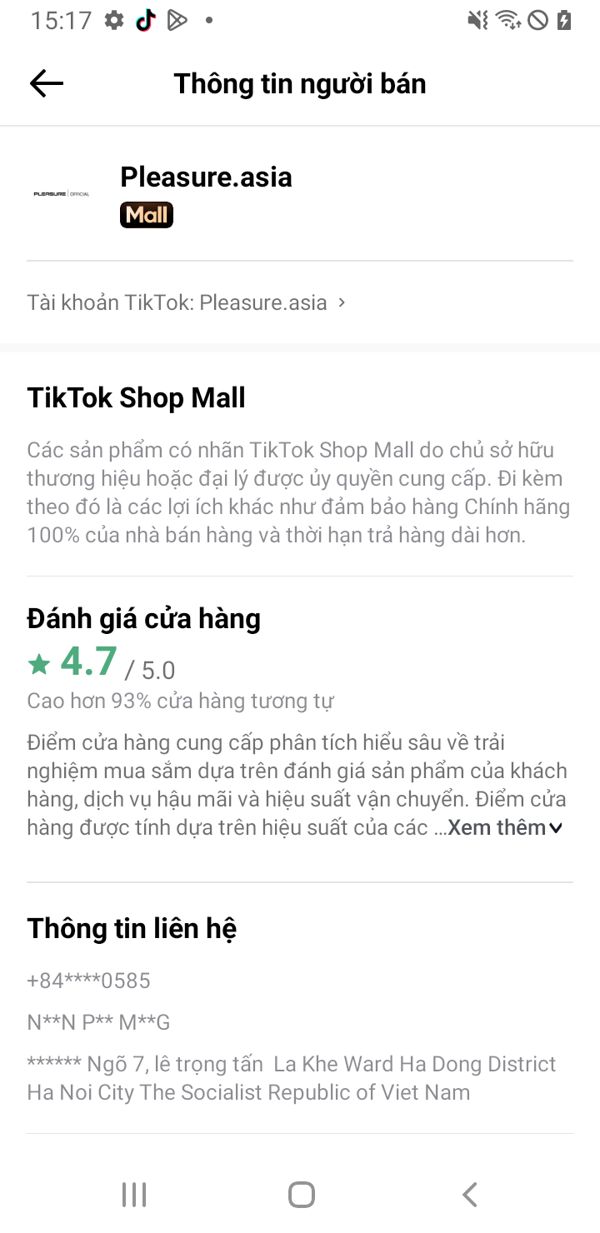 15:17
Thông tin người bán
PLEASURE | OFFICIAL
Pleasure.asia
Mall
Tài khoản TikTok: Pleasure.asia
TikTok Shop Mall
Các sản phẩm có nhãn TikTok Shop Mall do chủ sở hữu
thương hiệu hoặc đại lý được ủy quyền cung cấp. Đi kèm
theo đó là các lợi ích khác như đảm bảo hàng Chính hãng
100% của nhà bán hàng và thời hạn trả hàng dài hơn.
Đánh giá cửa hàng
4.7 / 5.0
Cao hơn 93% cửa hàng tương tự
Điểm cửa hàng cung cấp phân tích hiểu sâu về trải
nghiệm mua sắm dựa trên đánh giá sản phẩm của khách
hàng, dịch vụ hậu mãi và hiệu suất vận chuyển. Điểm cửa
hàng được tính dựa trên hiệu suất của các ...Xem thêm
Thông tin liên hệ
+84****0585
N**N P** M**G
****** Ngõ 7, lê trọng tấn  La Khe Ward Ha Dong District
Ha Noi City The Socialist Republic of Viet Nam